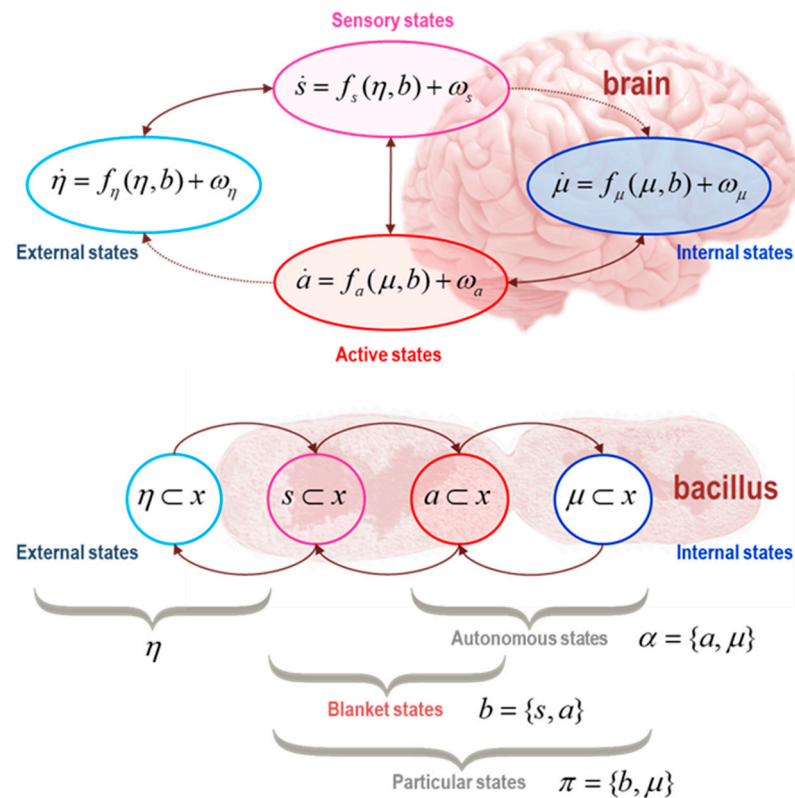 Sensory states
ṡ = f_s(η, b) + ω_s
brain
η̇ = f_η(η, b) + ω_η
μ̇ = f_μ(μ, b) + ω_μ
External states
Internal states
ȧ = f_a(μ, b) + ω_a
Active states
η ⊂ x
s ⊂ x
a ⊂ x
μ ⊂ x
bacillus
External states
Internal states
Autonomous states α = {a, μ}
η
Blanket states b = {s, a}
Particular states π = {b, μ}